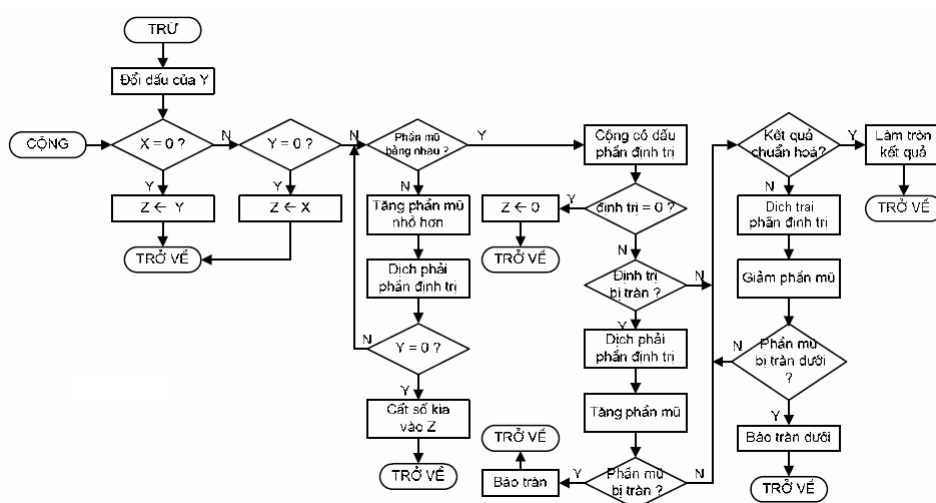 TRỪ
Đổi dấu của Y
CỘNG
X = 0 ?
N
Y
Z ← Y
TRỞ VỀ
Y = 0 ?
N
Y
Z ← X
Phần mũ
bằng nhau ?
Y
N
Tăng phần mũ
nhỏ hơn
Dịch phải
phần định trị
Y = 0 ?
N
Y
Cất số kia
vào Z
TRỞ VỀ
Cộng có dấu
phần định trị
định trị = 0 ?
Y
Z ← 0
TRỞ VỀ
N
Định trị
bị tràn ?
N
Y
Dịch phải
phần định trị
Tăng phần mũ
Phần mũ
bị tràn ?
Y
Báo tràn
TRỞ VỀ
N
Kết quả
chuẩn hoá?
Y
Làm tròn
kết quả
TRỞ VỀ
N
Dịch trai
phần định trị
Giảm phần mũ
Phần mũ
bị tràn dưới
?
N
Y
Báo tràn dưới
TRỞ VỀ